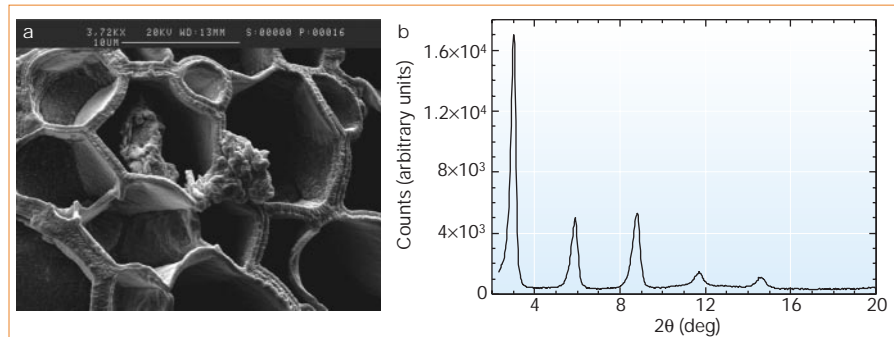 a
3.72KX 20KV WD:13MM S:00000 P:00016
10UM
b
1.6×10⁴
1.2×10⁴
8×10³
4×10³
0
Counts (arbitrary units)
4 8 12 16 20
2θ (deg)